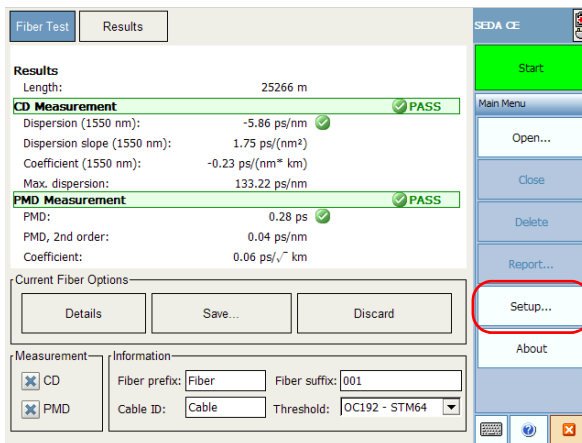 Fiber Test
Results
SEDA CE
Start
Main Menu
Open...
Close
Delete
Report...
Setup...
About
Results
Length: 25266 m
CD Measurement PASS
Dispersion (1550 nm): -5.86 ps/nm
Dispersion slope (1550 nm): 1.75 ps/(nm²)
Coefficient (1550 nm): -0.23 ps/(nm* km)
Max. dispersion: 133.22 ps/nm
PMD Measurement PASS
PMD: 0.28 ps
PMD, 2nd order: 0.04 ps/nm
Coefficient: 0.06 ps/√ km
Current Fiber Options
Details
Save...
Discard
Measurement
CD
PMD
Information
Fiber prefix: Fiber Fiber suffix: 001
Cable ID: Cable Threshold: OC192 - STM64